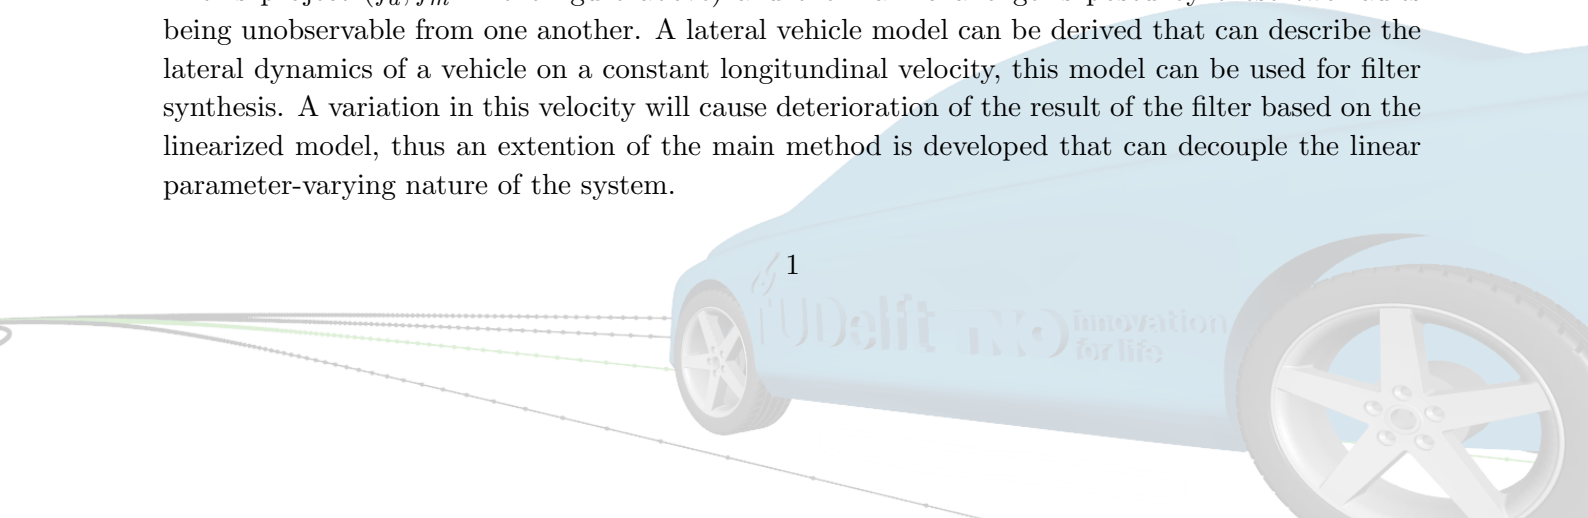 being unobservable from one another. A lateral vehicle model can be derived that can describe the
lateral dynamics of a vehicle on a constant longitundinal velocity, this model can be used for filter
synthesis. A variation in this velocity will cause deterioration of the result of the filter based on the
linearized model, thus an extention of the main method is developed that can decouple the linear
parameter-varying nature of the system.
1
TUDelft TNO innovation
for life